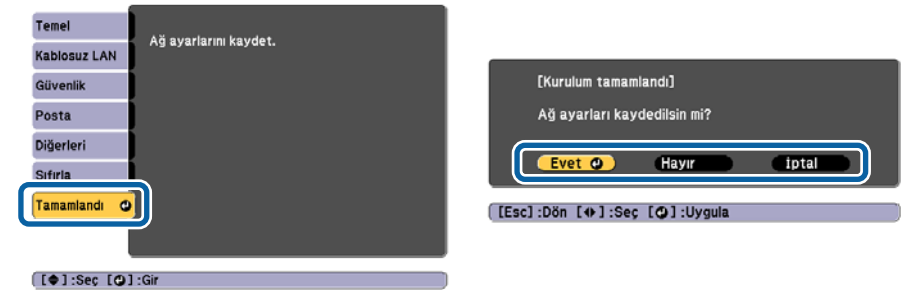 Temel
Kablosuz LAN
Güvenlik
Posta
Diğerleri
Sıfırla
Tamamlandı
Ağ ayarlarını kaydet.
[◆] :Seç [⏎] :Gir
[Kurulum tamamlandı]
Ağ ayarları kaydedilsin mi?
Evet Hayır İptal
[Esc] :Dön [◀▶] :Seç [⏎] :Uygula